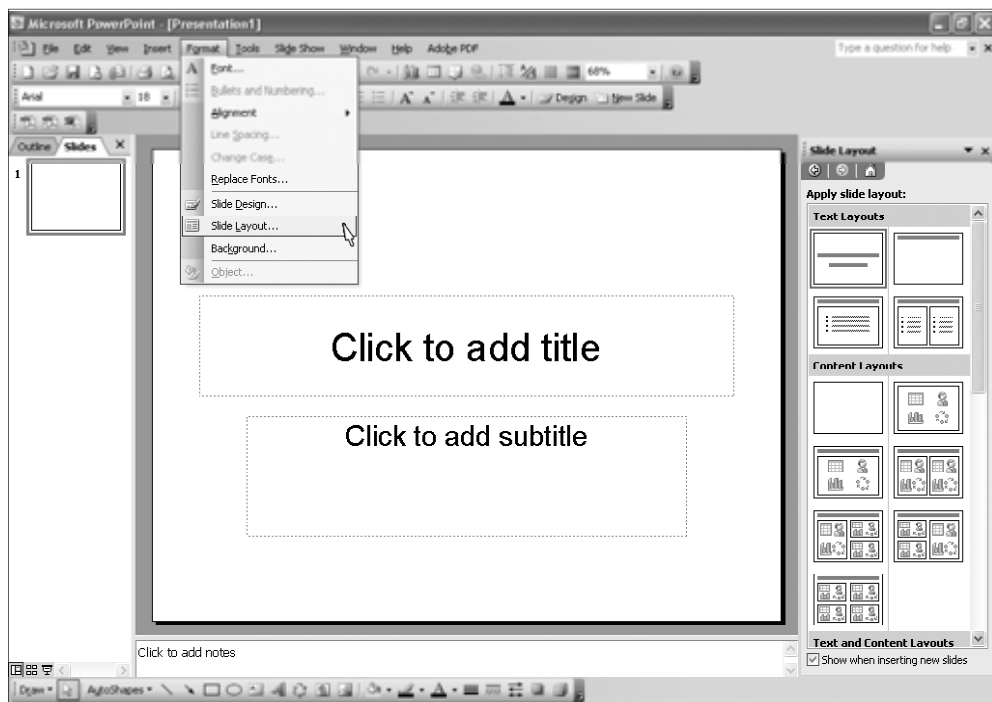 Microsoft PowerPoint - [Presentation1]
File Edit View Insert Format Tools Slide Show Window Help Adobe PDF
Type a question for help
68%
Arial 18
Design New Slide
Font...
Bullets and Numbering...
Alignment
Line Spacing...
Change Case...
Replace Fonts...
Slide Design...
Slide Layout...
Background...
Object...
Outline Slides
1
Click to add title
Click to add subtitle
Click to add notes
Slide Layout
Apply slide layout:
Text Layouts
Content Layouts
Text and Content Layouts
Show when inserting new slides
Draw AutoShapes